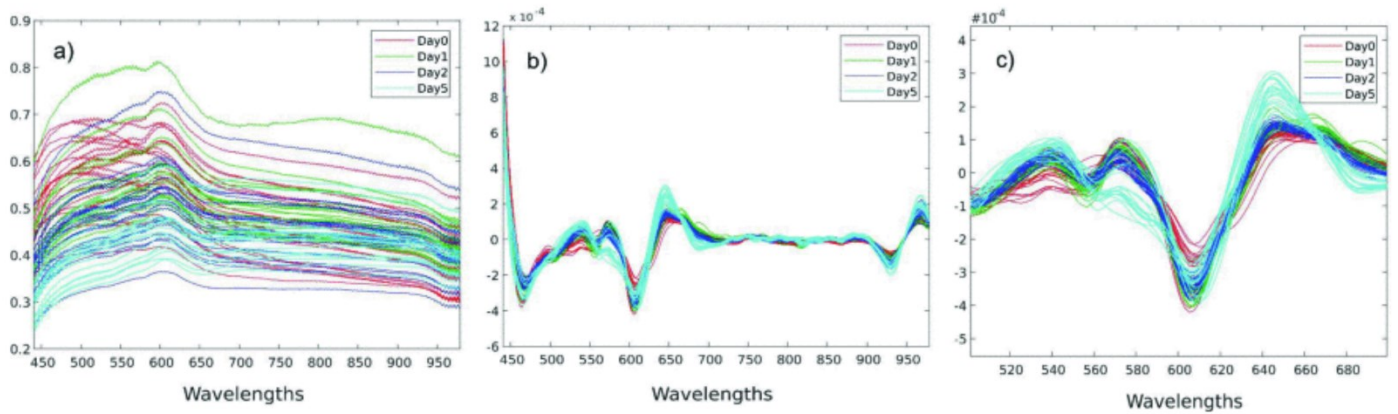 a)
0.9
0.8
0.7
0.6
0.5
0.4
0.3
0.2
450 500 550 600 650 700 750 800 850 900 950
Wavelengths
Day0
Day1
Day2
Day5
b)
x 10⁻⁴
12
10
8
6
4
2
0
-2
-4
-6
450 500 550 600 650 700 750 800 850 900 950
Wavelengths
Day0
Day1
Day2
Day5
c)
#10⁻⁴
4
3
2
1
0
-1
-2
-3
-4
-5
520 540 560 580 600 620 640 660 680
Wavelengths
Day0
Day1
Day2
Day5